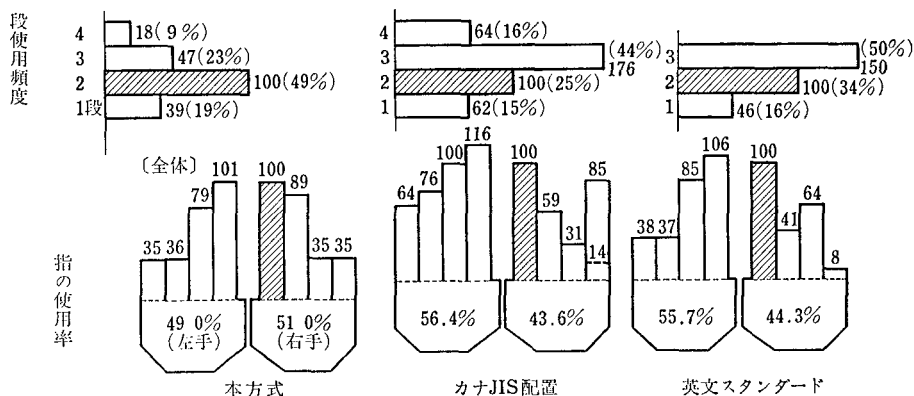 段使用頻度
4 18(9%)
3 47(23%)
2 100(49%)
1段 39(19%)
4 64(16%)
3 (44%) 176
2 100(25%)
1 62(15%)
3 (50%) 150
2 100(34%)
1 46(16%)
指の使用率
〔全体〕
35 36 79 101 100 89 35 35
49 0% 51 0%
(左手) (右手)
本方式
64 76 100 116 100 59 31 85 14
56.4% 43.6%
カナJIS配置
38 37 85 106 100 41 64 8
55.7% 44.3%
英文スタンダード